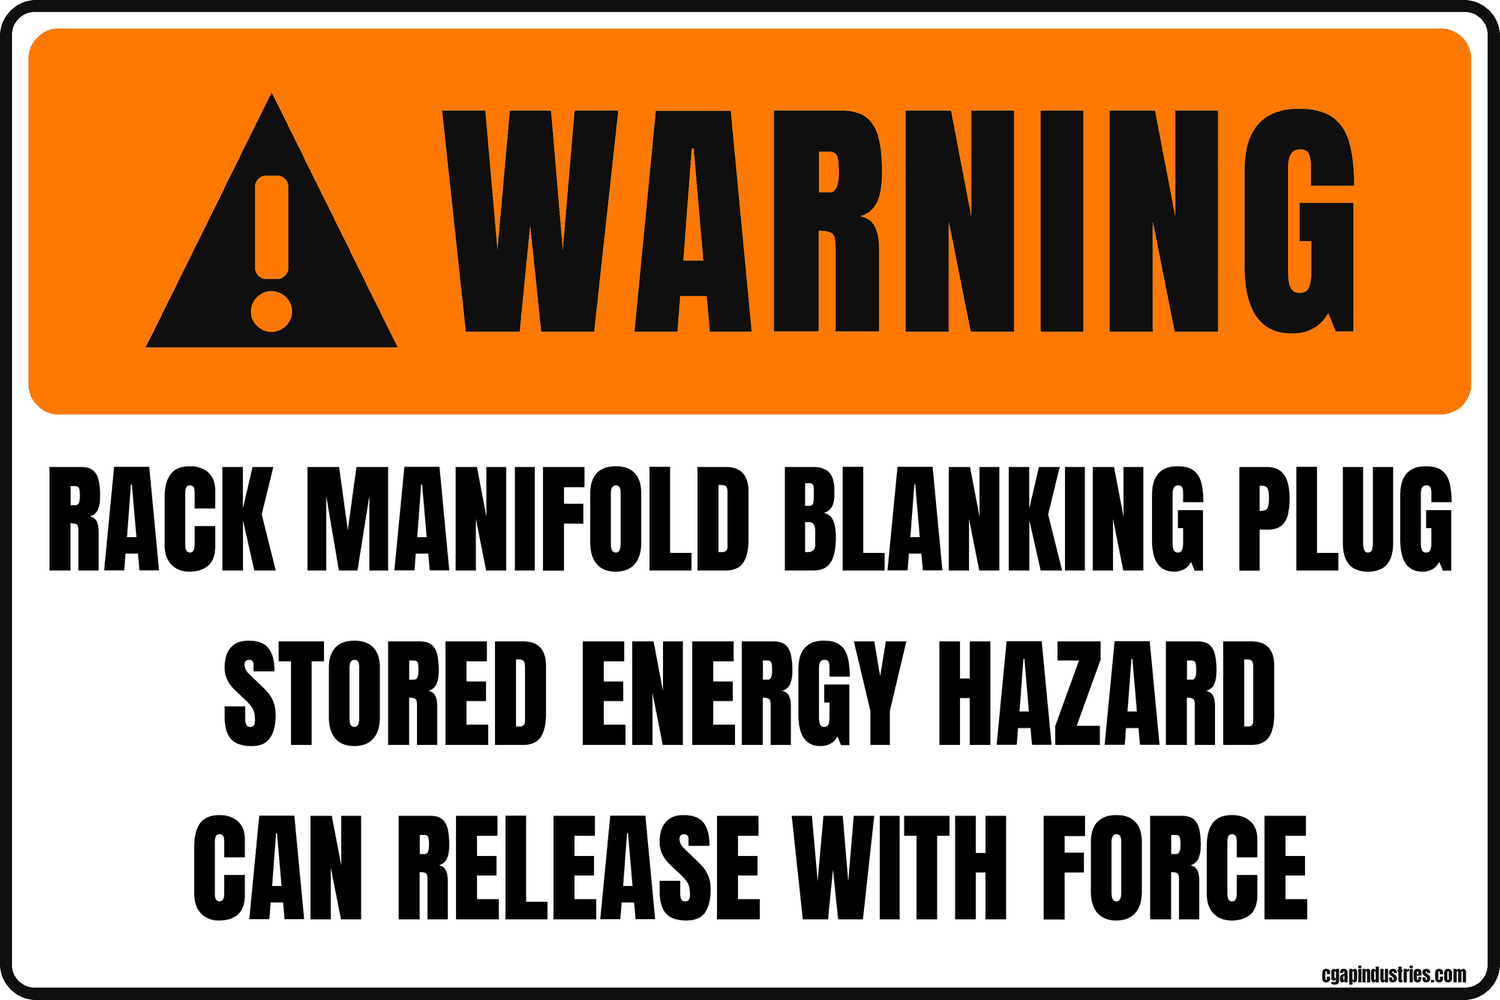 WARNING
RACK MANIFOLD BLANKING PLUG
STORED ENERGY HAZARD
CAN RELEASE WITH FORCE
cgapindustries.com